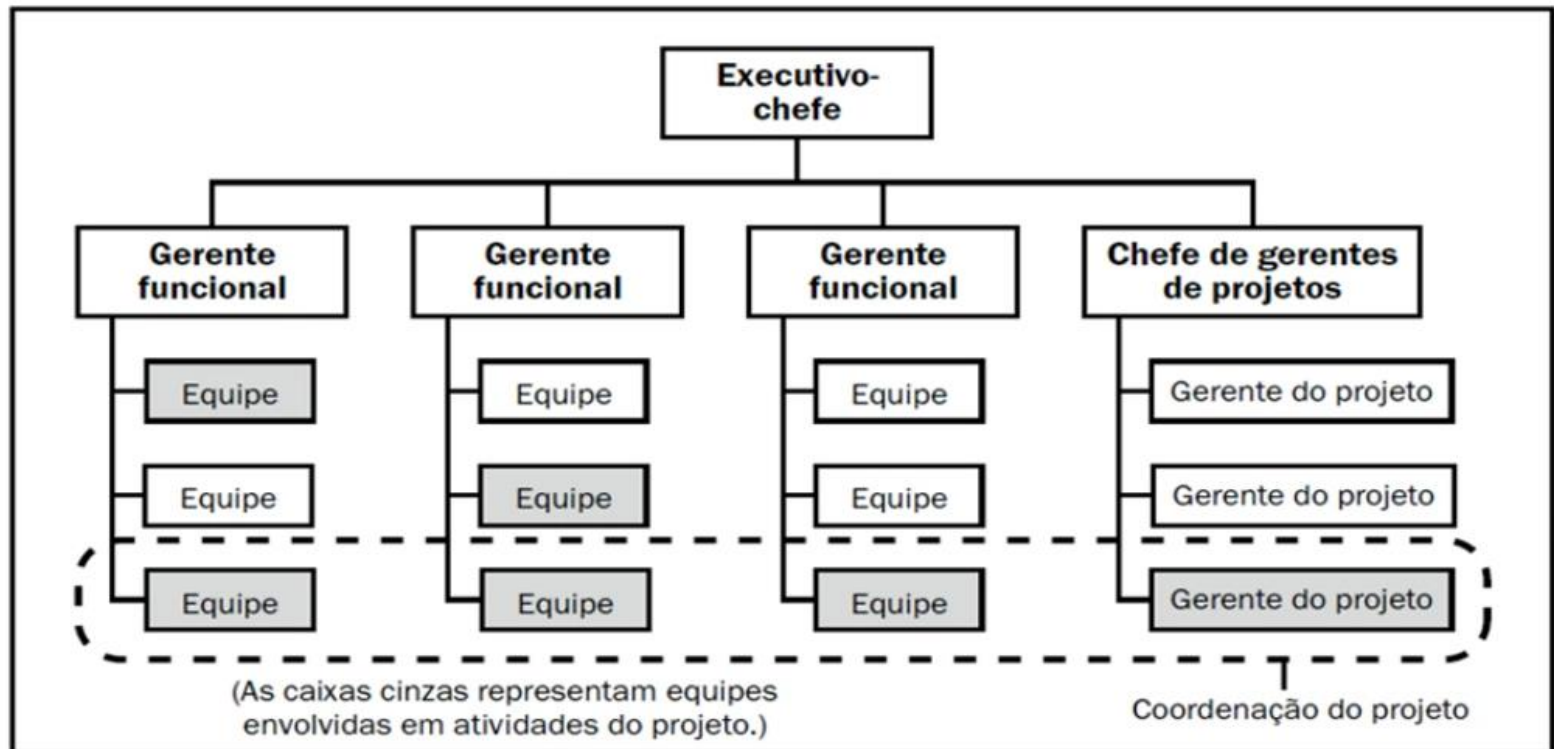 Executivo-
chefe
Gerente
funcional
Gerente
funcional
Gerente
funcional
Chefe de gerentes
de projetos
Equipe
Equipe
Equipe
Gerente do projeto
Equipe
Equipe
Equipe
Gerente do projeto
Equipe
Equipe
Equipe
Gerente do projeto
(As caixas cinzas representam equipes
envolvidas em atividades do projeto.)
Coordenação do projeto